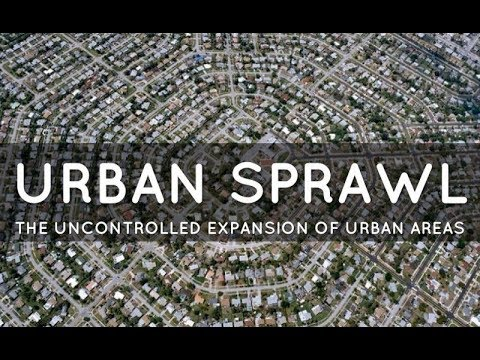 URBAN SPRAWL
THE UNCONTROLLED EXPANSION OF URBAN AREAS